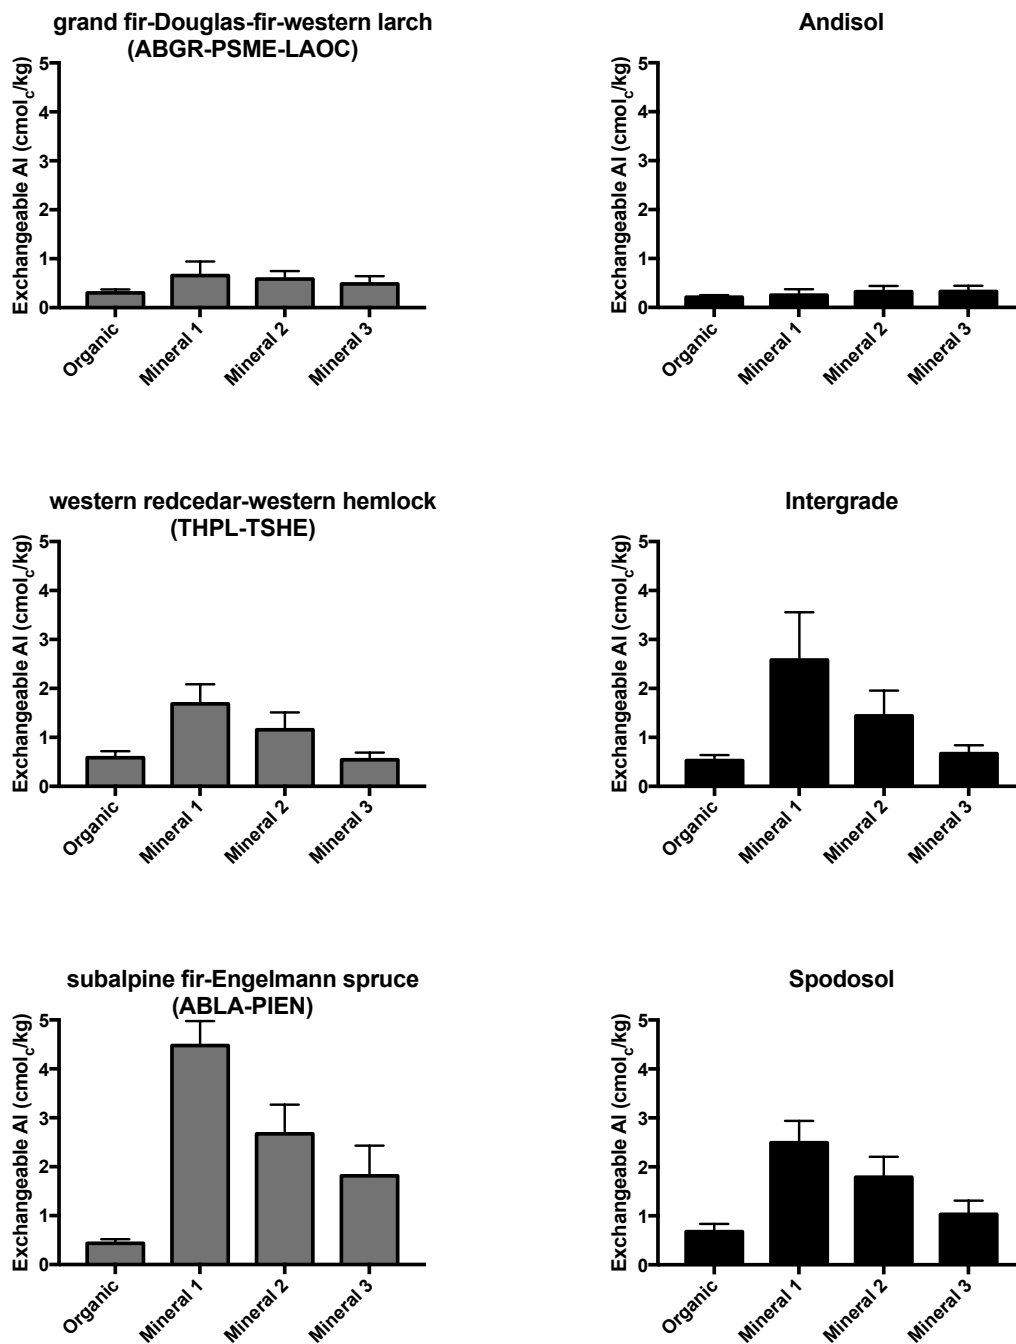 grand fir-Douglas-fir-western larch
(ABGR-PSME-LAOC)
Exchangeable Al (cmolc/kg)
5
4
3
2
1
0
Organic
Mineral 1
Mineral 2
Mineral 3
Andisol
Exchangeable Al (cmolc/kg)
5
4
3
2
1
0
Organic
Mineral 1
Mineral 2
Mineral 3
western redcedar-western hemlock
(THPL-TSHE)
Exchangeable Al (cmolc/kg)
5
4
3
2
1
0
Organic
Mineral 1
Mineral 2
Mineral 3
Intergrade
Exchangeable Al (cmolc/kg)
5
4
3
2
1
0
Organic
Mineral 1
Mineral 2
Mineral 3
subalpine fir-Engelmann spruce
(ABLA-PIEN)
Exchangeable Al (cmolc/kg)
5
4
3
2
1
0
Organic
Mineral 1
Mineral 2
Mineral 3
Spodosol
Exchangeable Al (cmolc/kg)
5
4
3
2
1
0
Organic
Mineral 1
Mineral 2
Mineral 3